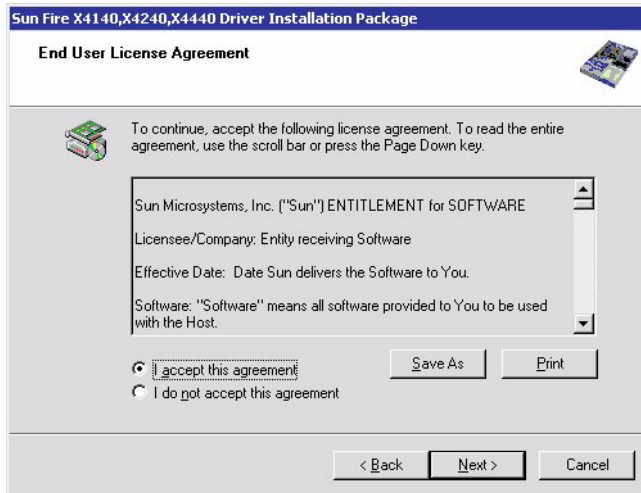 Sun Fire X4140,X4240,X4440 Driver Installation Package
End User License Agreement
To continue, accept the following license agreement. To read the entire
agreement, use the scroll bar or press the Page Down key.
Sun Microsystems, Inc. ("Sun") ENTITLEMENT for SOFTWARE
Licensee/Company: Entity receiving Software
Effective Date:  Date Sun delivers the Software to You.
Software: "Software" means all software provided to You to be used
with the Host.
I accept this agreement
Save As
Print
I do not accept this agreement
< Back
Next >
Cancel